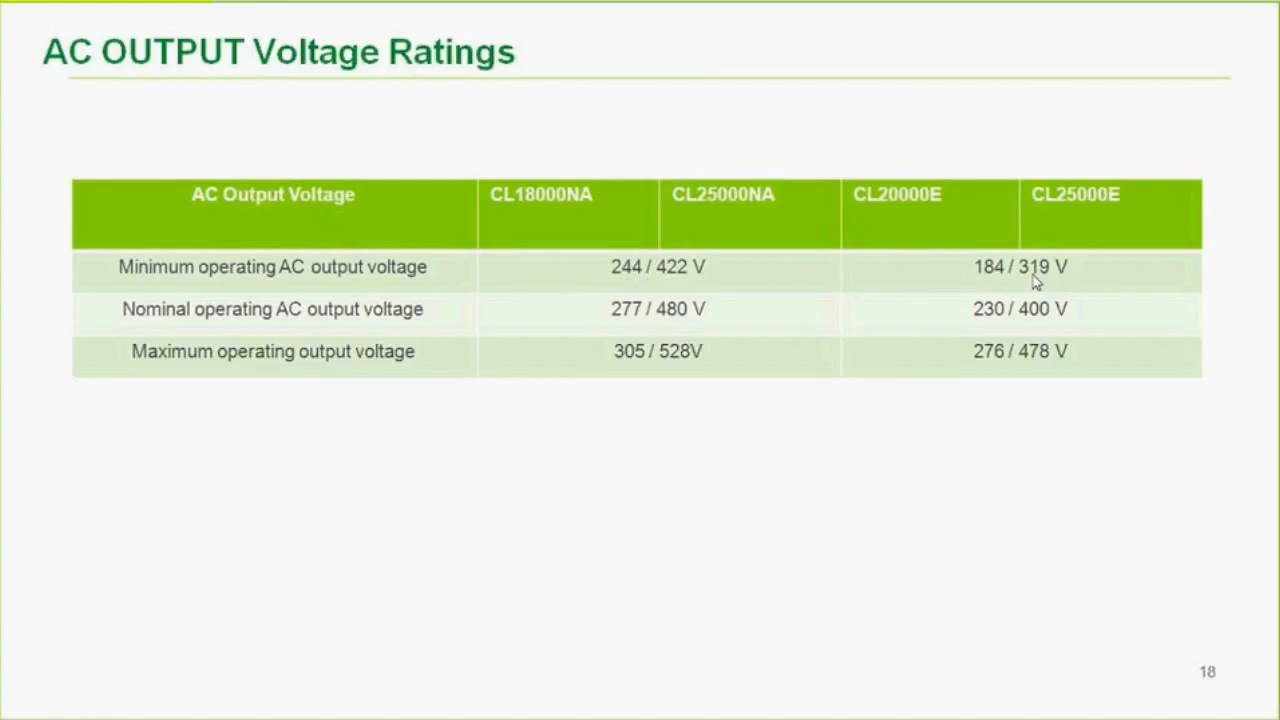 AC OUTPUT Voltage Ratings
AC Output Voltage CL18000NA CL25000NA CL20000E CL25000E
Minimum operating AC output voltage 244 / 422 V 184 / 319 V
Nominal operating AC output voltage 277 / 480 V 230 / 400 V
Maximum operating output voltage 305 / 528V 276 / 478 V
18